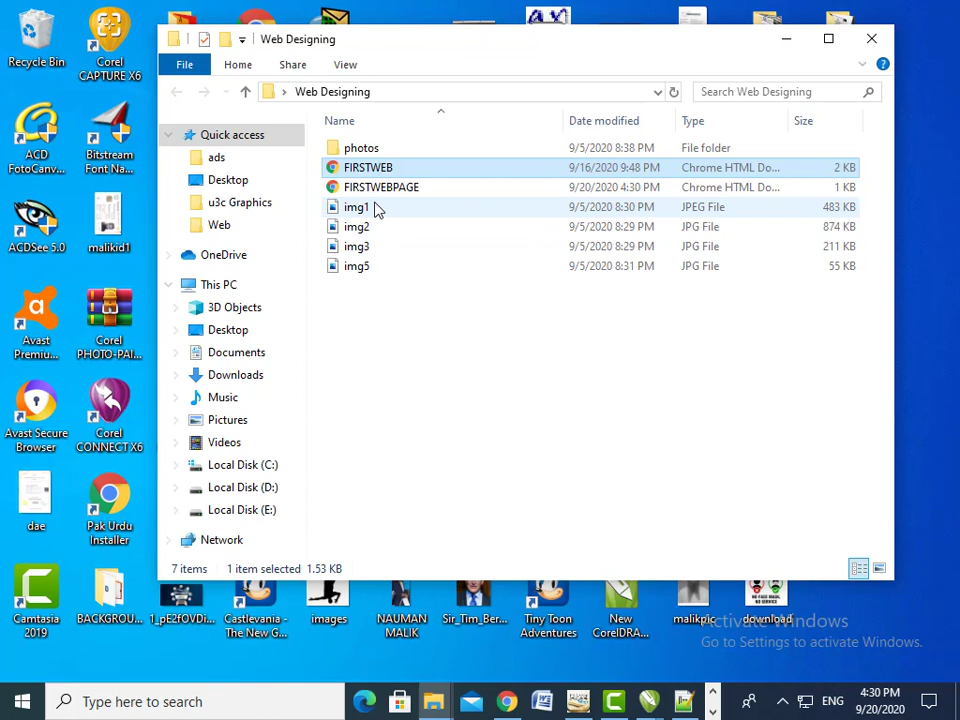 Web Designing
File Home Share View
Web Designing
Search Web Designing
Name Date modified Type Size
photos 9/5/2020 8:38 PM File folder
FIRSTWEB 9/16/2020 9:48 PM Chrome HTML Do... 2 KB
FIRSTWEBPAGE 9/20/2020 4:30 PM Chrome HTML Do... 1 KB
img1 9/5/2020 8:30 PM JPEG File 483 KB
img2 9/5/2020 8:29 PM JPG File 874 KB
img3 9/5/2020 8:29 PM JPG File 211 KB
img5 9/5/2020 8:31 PM JPG File 55 KB
Quick access
ads
Desktop
u3c Graphics
Web
OneDrive
This PC
3D Objects
Desktop
Documents
Downloads
Music
Pictures
Videos
Local Disk (C:)
Local Disk (D:)
Local Disk (E:)
Network
7 items 1 item selected 1.53 KB
Recycle Bin
Corel
CAPTURE X6
ACD
FotoCanv...
Bitstream
Font Na...
ACDSee 5.0
malikid1
Avast
Premiu...
Corel
PHOTO-PAI...
Avast Secure
Browser
Corel
CONNECT X6
dae
Pak Urdu
Installer
Camtasia
2019
BACKGROU...
1_pE2fOVDi...
Castlevania -
The New G...
images
NAUMAN
MALIK
Sir_Tim_Ber...
Tiny Toon
Adventures
New
CorelDRA...
malikpic
download
Activate Windows
Go to Settings to activate Windows.
Type here to search
ENG
4:30 PM
9/20/2020